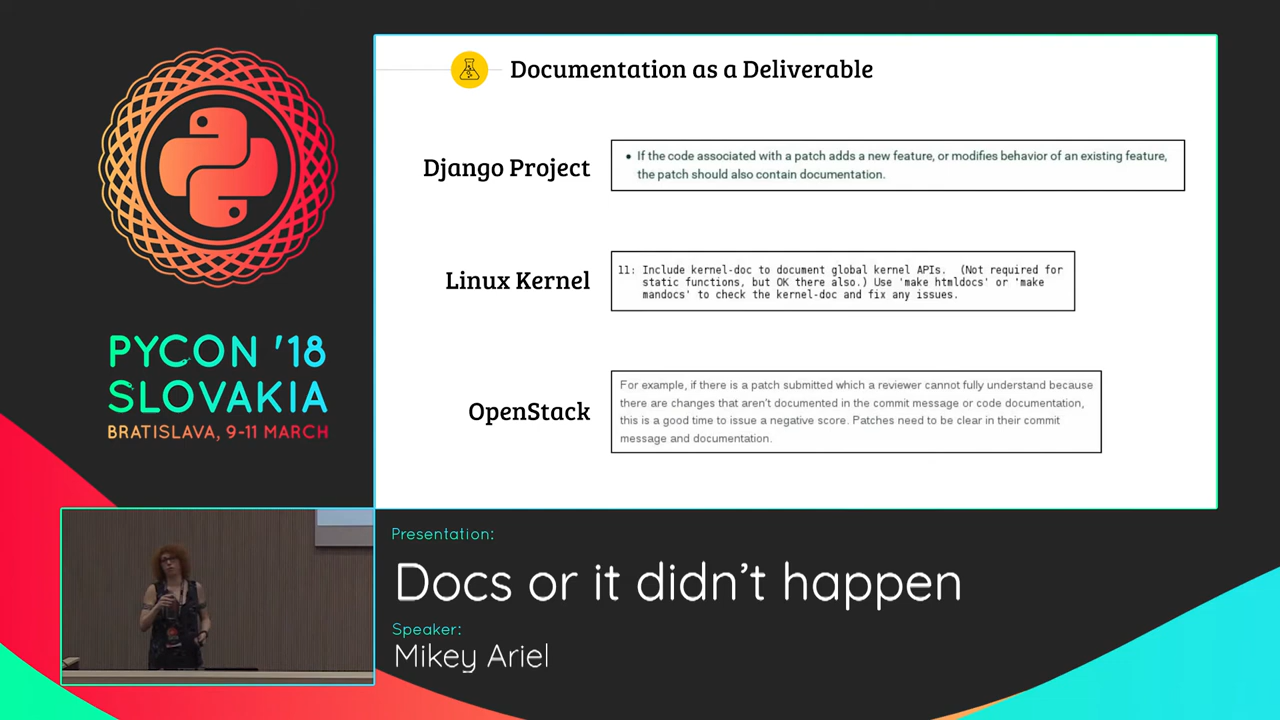 PYCON '18
SLOVAKIA
BRATISLAVA, 9-11 MARCH
Documentation as a Deliverable
Django Project
• If the code associated with a patch adds a new feature, or modifies behavior of an existing feature,
the patch should also contain documentation.
Linux Kernel
11: Include kernel-doc to document global kernel APIs. (Not required for
static functions, but OK there also.) Use 'make htmldocs' or 'make
mandocs' to check the kernel-doc and fix any issues.
OpenStack
For example, if there is a patch submitted which a reviewer cannot fully understand because
there are changes that aren't documented in the commit message or code documentation,
this is a good time to issue a negative score. Patches need to be clear in their commit
message and documentation.
Presentation:
Docs or it didn't happen
Speaker:
Mikey Ariel